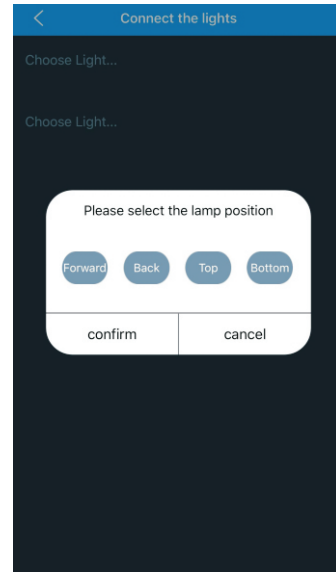 Connect the lights
Choose Light...
Choose Light...
Please select the lamp position
Forward Back Top Bottom
confirm cancel